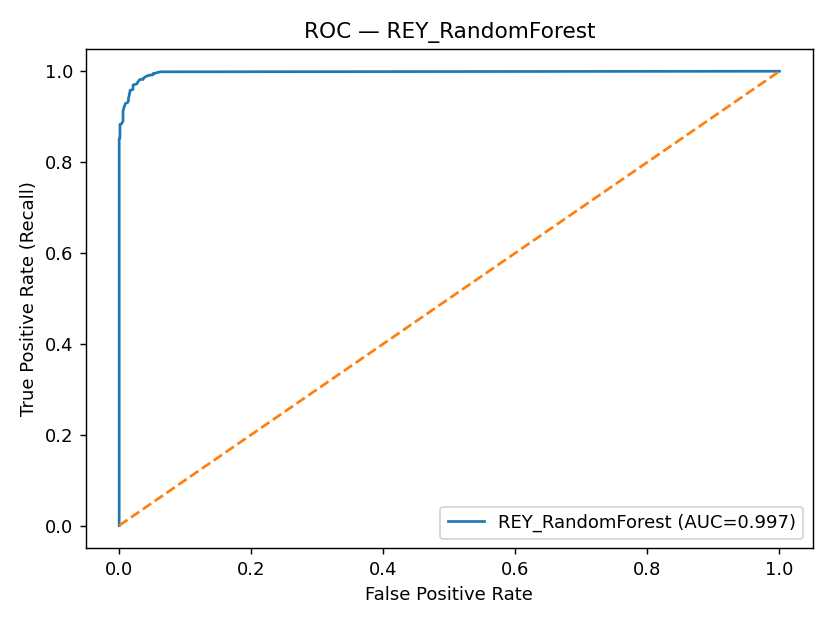 ROC — REY_RandomForest
True Positive Rate (Recall)
1.0
0.8
0.6
0.4
0.2
0.0
REY_RandomForest (AUC=0.997)
0.0 0.2 0.4 0.6 0.8 1.0
False Positive Rate